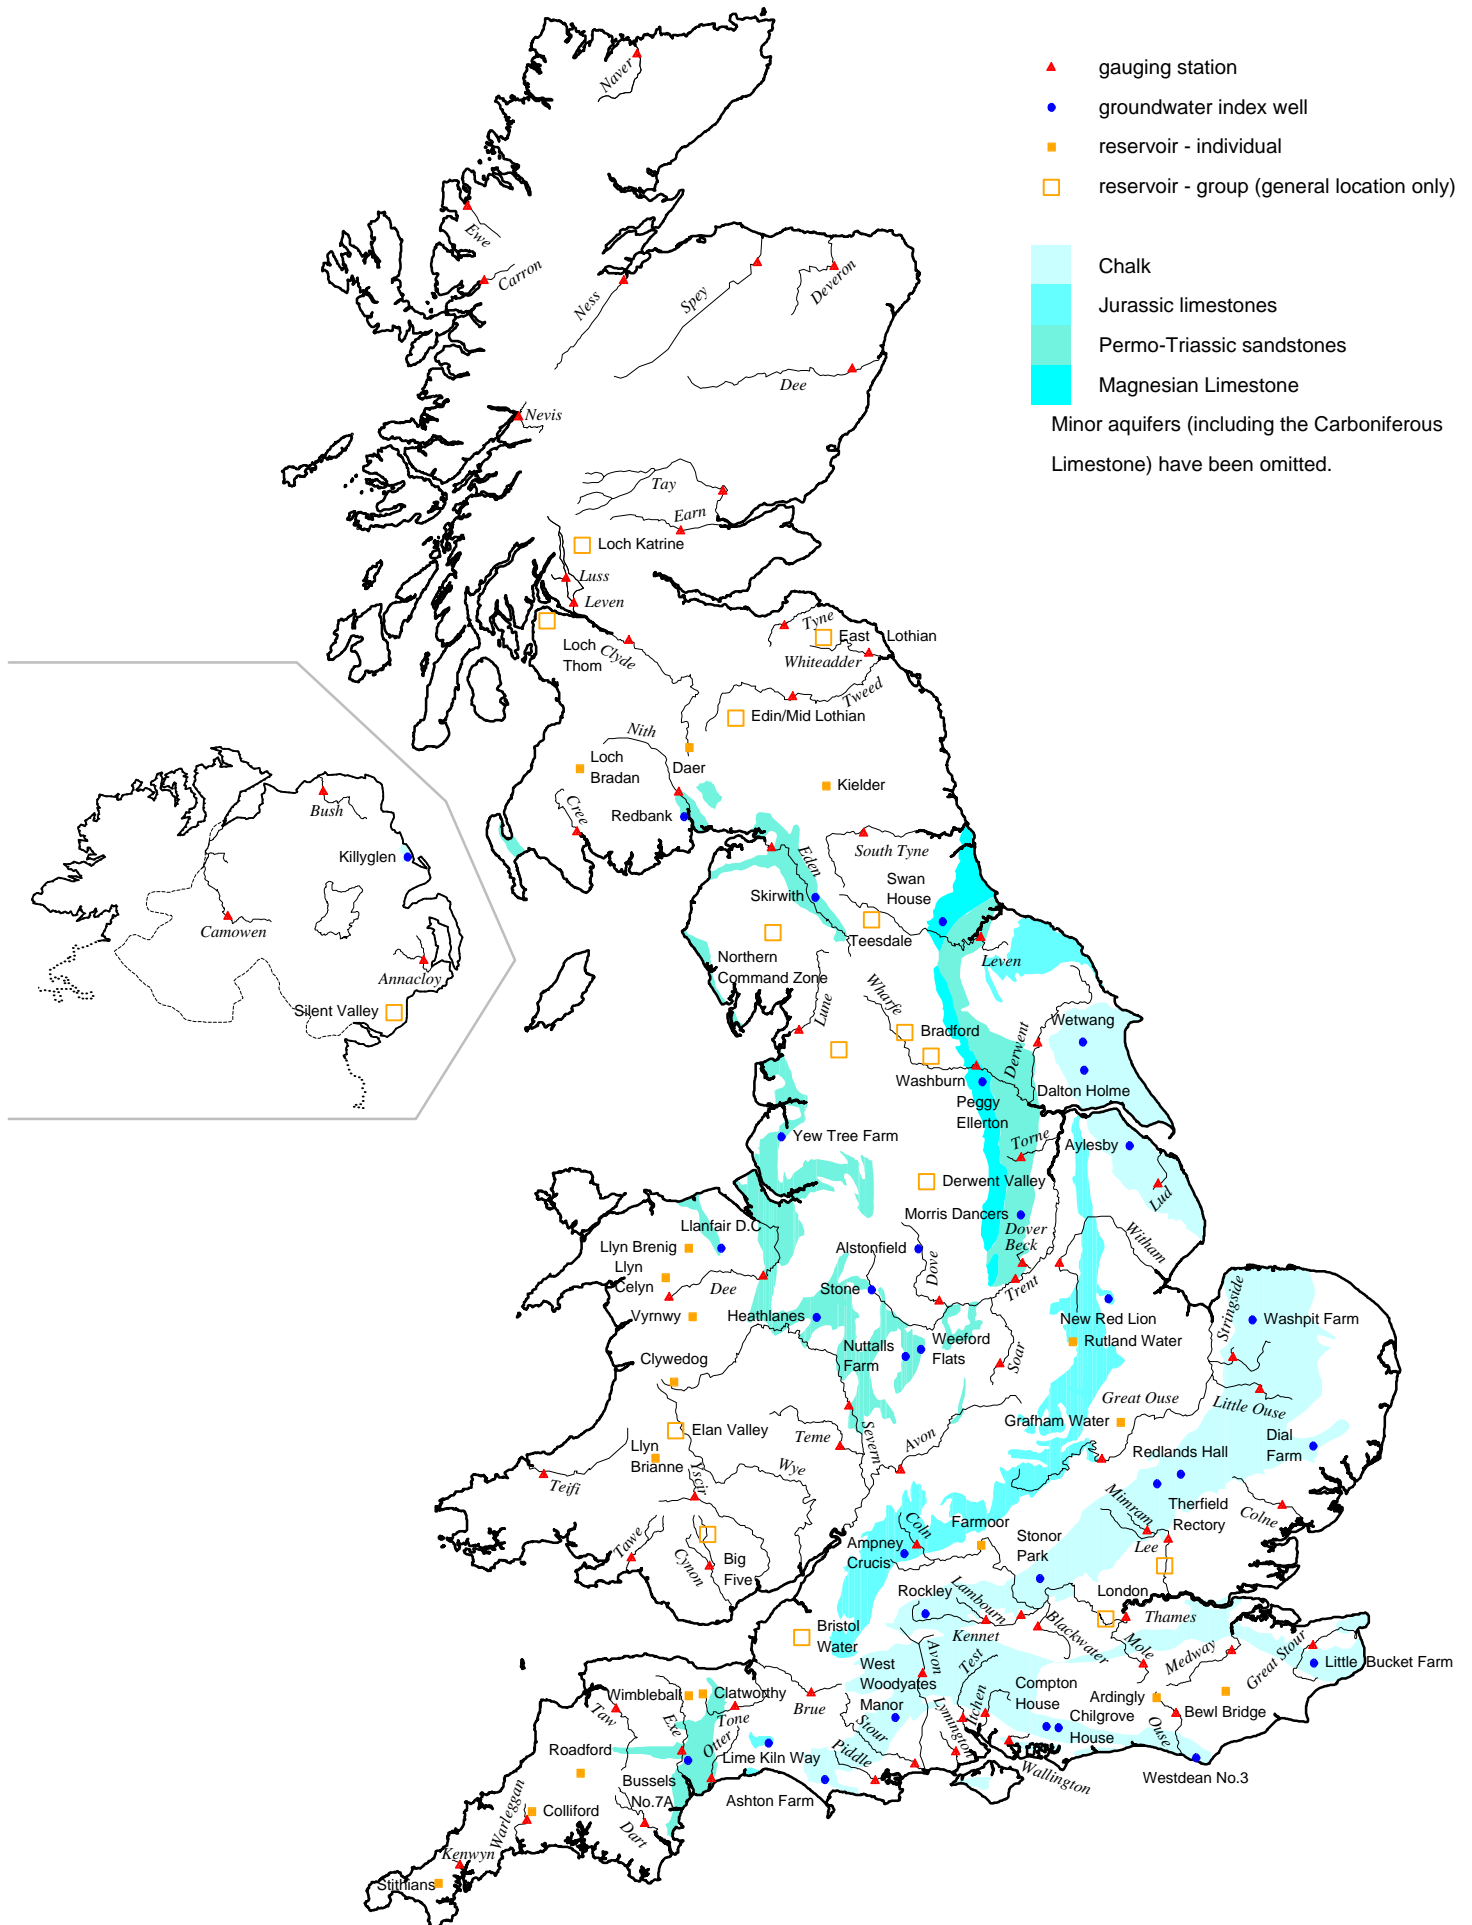 gauging station
groundwater index well
reservoir - individual
reservoir - group (general location only)
Chalk
Jurassic limestones
Permo-Triassic sandstones
Magnesian Limestone
Minor aquifers (including the Carboniferous
Limestone) have been omitted.
Naver
Ewe
Carron
Ness
Spey
Deveron
Dee
Nevis
Tay
Earn
Loch Katrine
Luss
Leven
Loch
Thom
Clyde
Tyne
East Lothian
Whiteadder
Tweed
Edin/Mid Lothian
Nith
Daer
Loch
Bradan
Kielder
Redbank
Cree
Bush
Killyglen
Camowen
Annacloy
Silent Valley
Eden
South Tyne
Swan
House
Skirwith
Teesdale
Leven
Northern
Command Zone
Lune
Wharfe
Bradford
Washburn
Peggy
Ellerton
Derwent
Wetwang
Dalton Holme
Yew Tree Farm
Torne
Aylesby
Lud
Derwent Valley
Morris Dancers
Dover
Beck
Witham
Llanfair D.C
Llyn Brenig
Llyn
Celyn
Dee
Vyrnwy
Alstonfield
Dove
Stone
Heathlanes
Trent
New Red Lion
Rutland Water
Nuttalls
Farm
Weeford
Flats
Soar
Stringside
Washpit Farm
Clywedog
Little Ouse
Great Ouse
Grafham Water
Elan Valley
Teme
Severn
Avon
Redlands Hall
Dial
Farm
Llyn
Brianne
Yscir
Wye
Teifi
Mimram
Therfield
Rectory
Colne
Lee
Coln
Farmoor
Stonor
Park
Ampney
Crucis
Tawe
Cynon
Big
Five
Rockley
Lambourn
London
Thames
Kennet
Blackwater
Bristol
Water
Mole
Medway
Great Stour
Little Bucket Farm
West
Woodyates
Manor
Avon
Test
Itchen
Compton
House
Ardingly
Chilgrove
House
Bewl Bridge
Wimbleball
Clatworthy
Brue
Taw
Exe
Tone
Otter
Stour
Lymington
Ouse
Roadford
Lime Kiln Way
Piddle
Wallington
Westdean No.3
Bussels
No.7A
Ashton Farm
Colliford
Warleggan
Dart
Kenwyn
Stithians